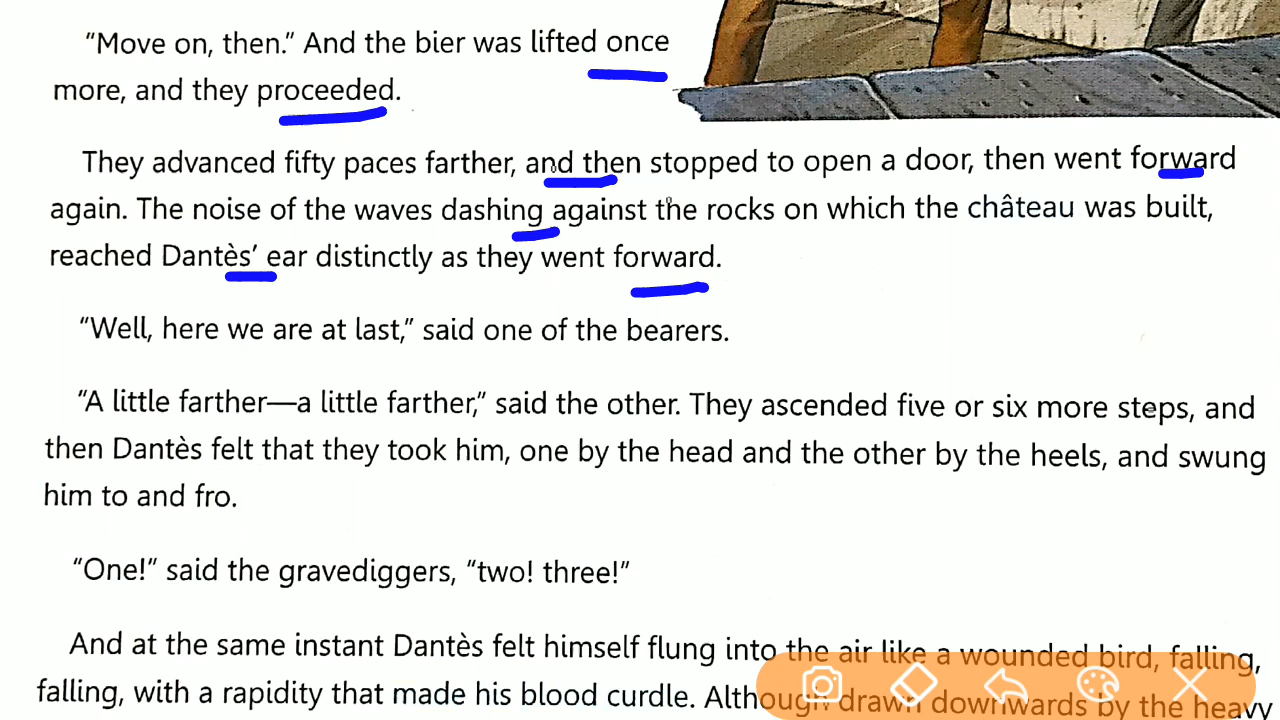 “Move on, then.” And the bier was lifted once
more, and they proceeded.
They advanced fifty paces farther, and then stopped to open a door, then went forward
again. The noise of the waves dashing against the rocks on which the château was built,
reached Dantès’ ear distinctly as they went forward.
“Well, here we are at last,” said one of the bearers.
“A little farther—a little farther,” said the other. They ascended five or six more steps, and
then Dantès felt that they took him, one by the head and the other by the heels, and swung
him to and fro.
“One!” said the gravediggers, “two! three!”
And at the same instant Dantès felt himself flung into the air like a wounded bird, falling,
falling, with a rapidity that made his blood curdle. Although drawn downwards by the heavy